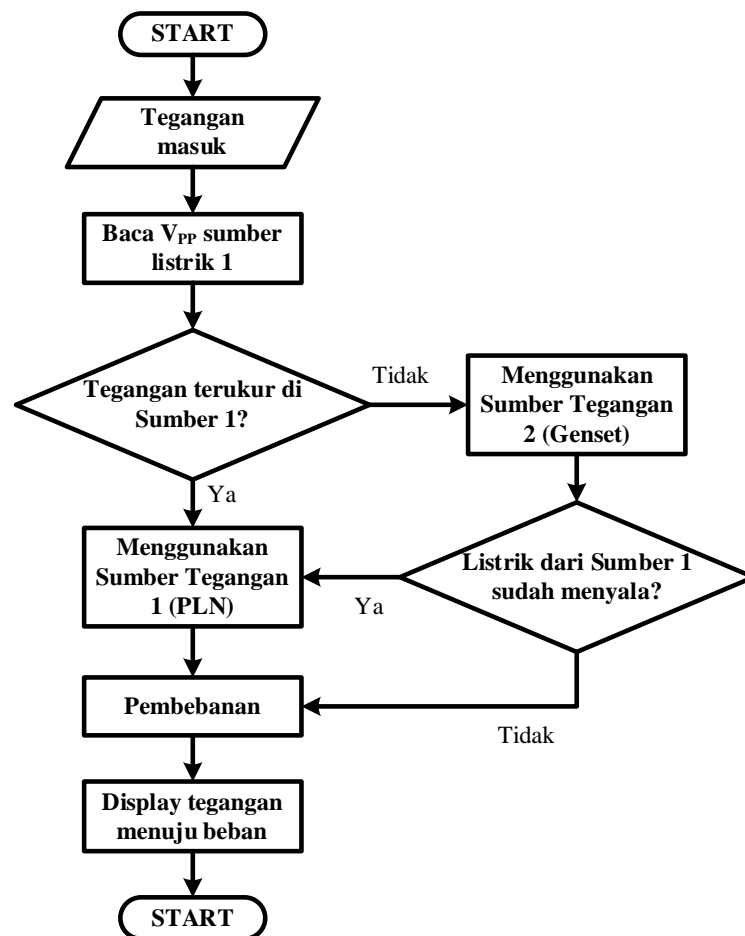 START
Tegangan
masuk
Baca VPP sumber
listrik 1
Tegangan terukur di
Sumber 1?
Tidak
Menggunakan
Sumber Tegangan
2 (Genset)
Ya
Menggunakan
Sumber Tegangan
1 (PLN)
Listrik dari Sumber 1
sudah menyala?
Ya
Tidak
Pembebanan
Display tegangan
menuju beban
START